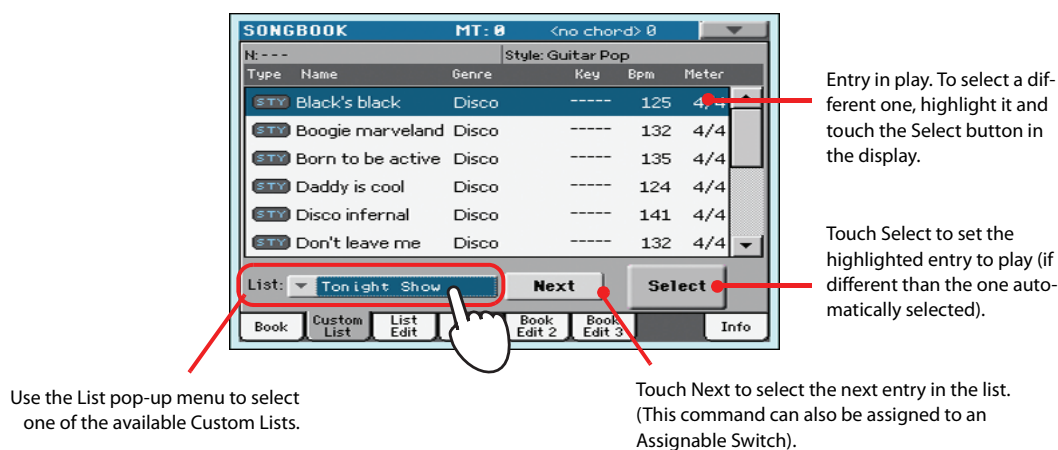 SONGBOOK MT: 0 <no chord> 0
N:--- Style: Guitar Pop
Type Name Genre Key Bpm Meter
STY Black's black Disco ----- 125 4/4
STY Boogie marveland Disco ----- 132 4/4
STY Born to be active Disco ----- 135 4/4
STY Daddy is cool Disco ----- 124 4/4
STY Disco infernal Disco ----- 141 4/4
STY Don't leave me Disco ----- 132 4/4
List: Tonight Show Next Select
Book Custom List List Edit Book Edit 2 Book Edit 3 Info
Entry in play. To select a dif-
ferent one, highlight it and
touch the Select button in
the display.
Touch Select to set the
highlighted entry to play (if
different than the one auto-
matically selected).
Use the List pop-up menu to select
one of the available Custom Lists.
Touch Next to select the next entry in the list.
(This command can also be assigned to an
Assignable Switch).